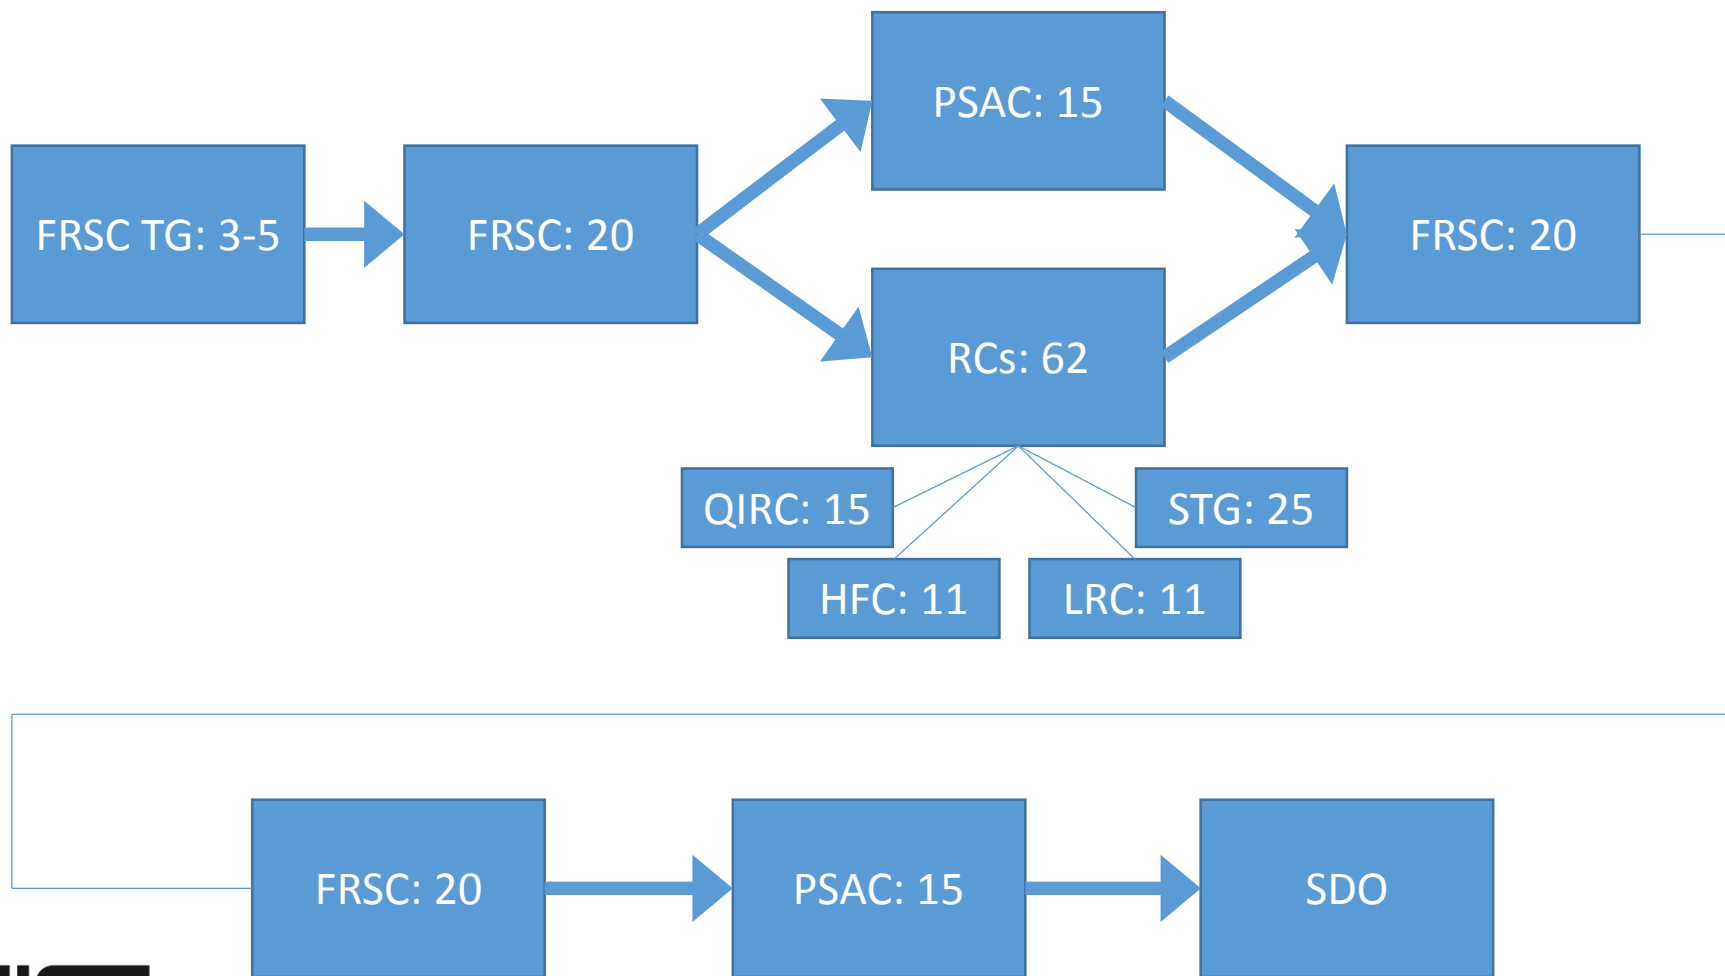 FRSC TG: 3-5
FRSC: 20
PSAC: 15
RCs: 62
FRSC: 20
QIRC: 15
STG: 25
HFC: 11
LRC: 11
FRSC: 20
PSAC: 15
SDO